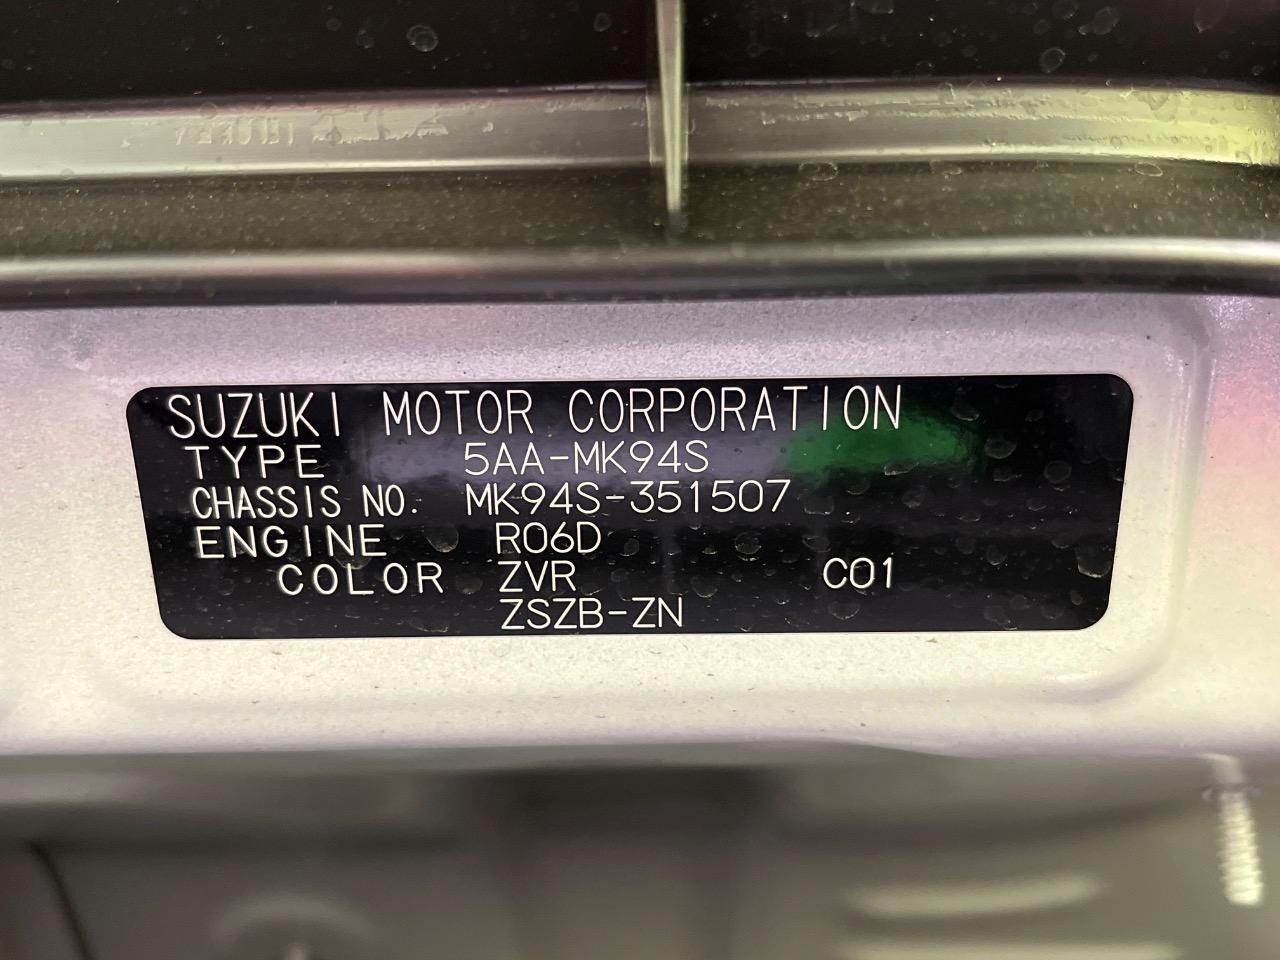 SUZUKI MOTOR CORPORATION
TYPE 5AA-MK94S
CHASSIS NO. MK94S-351507
ENGINE R06D
COLOR ZVR C01
ZSZB-ZN